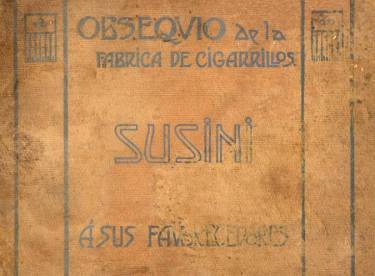 OBSEQVIO de la
FABRICA DE CIGARRILLOS
SUSiNi
Á SUS FAVORECEDORES